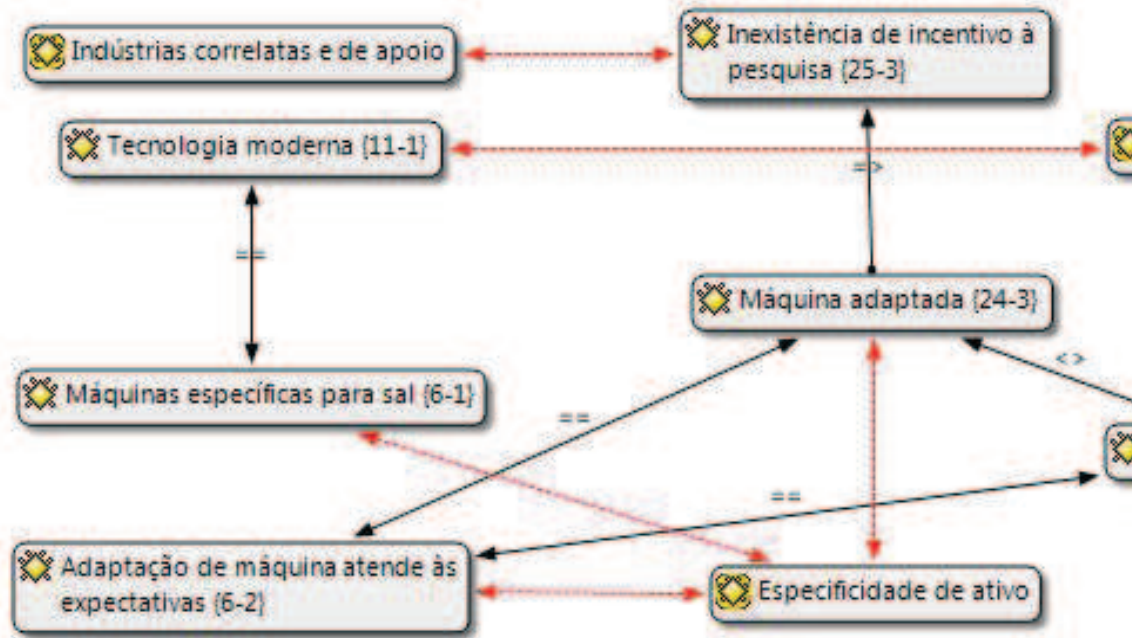 Indústrias correlatas e de apoio
Inexistência de incentivo à
pesquisa {25-3}
Tecnologia moderna {11-1}
=>
==
Máquina adaptada {24-3}
<>
Máquinas específicas para sal {6-1}
==
==
Adaptação de máquina atende às
expectativas {6-2}
Especificidade de ativo